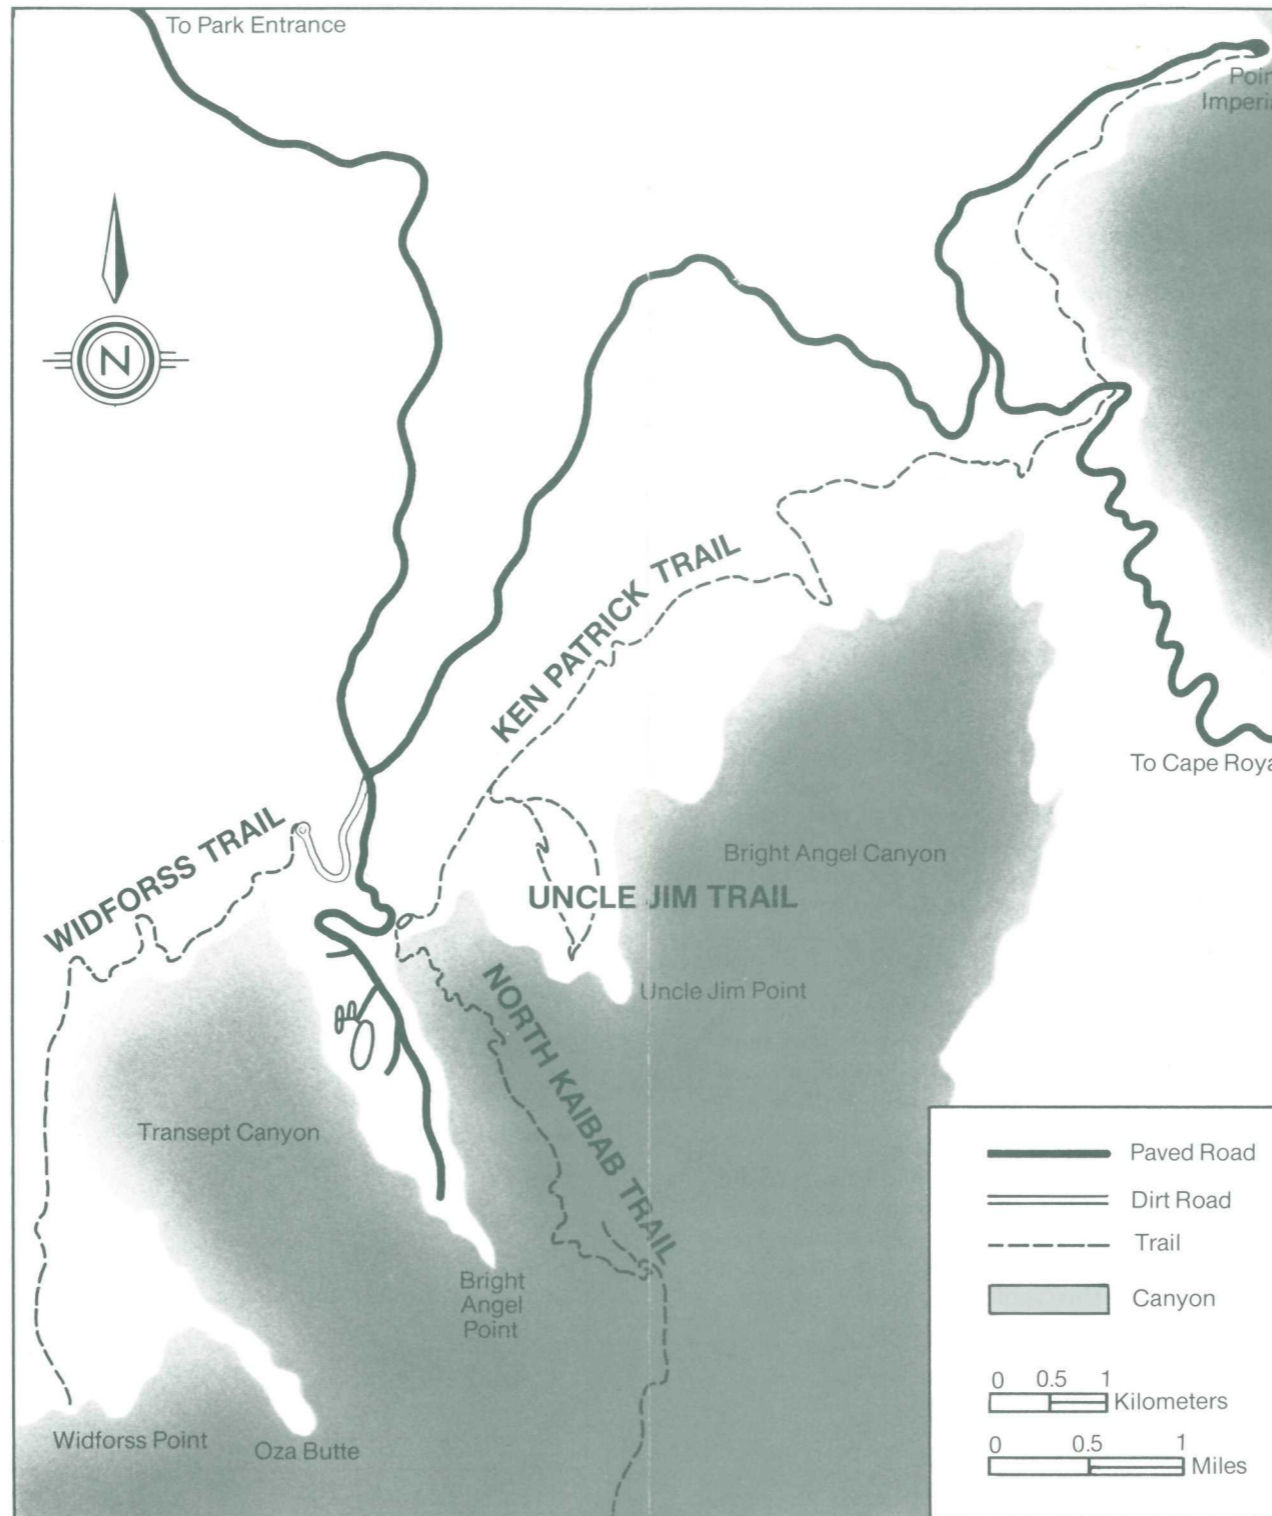 To Park Entrance
Imperia
N
KEN PATRICK TRAIL
To Cape Roya
WIDFORSS TRAIL
Bright Angel Canyon
UNCLE JIM TRAIL
Uncle Jim Point
NORTH KAIBAB TRAIL
Transept Canyon
Bright
Angel
Point
Widforss Point
Oza Butte
Paved Road
Dirt Road
Trail
Canyon
0 0.5 1
Kilometers
0 0.5 1
Miles